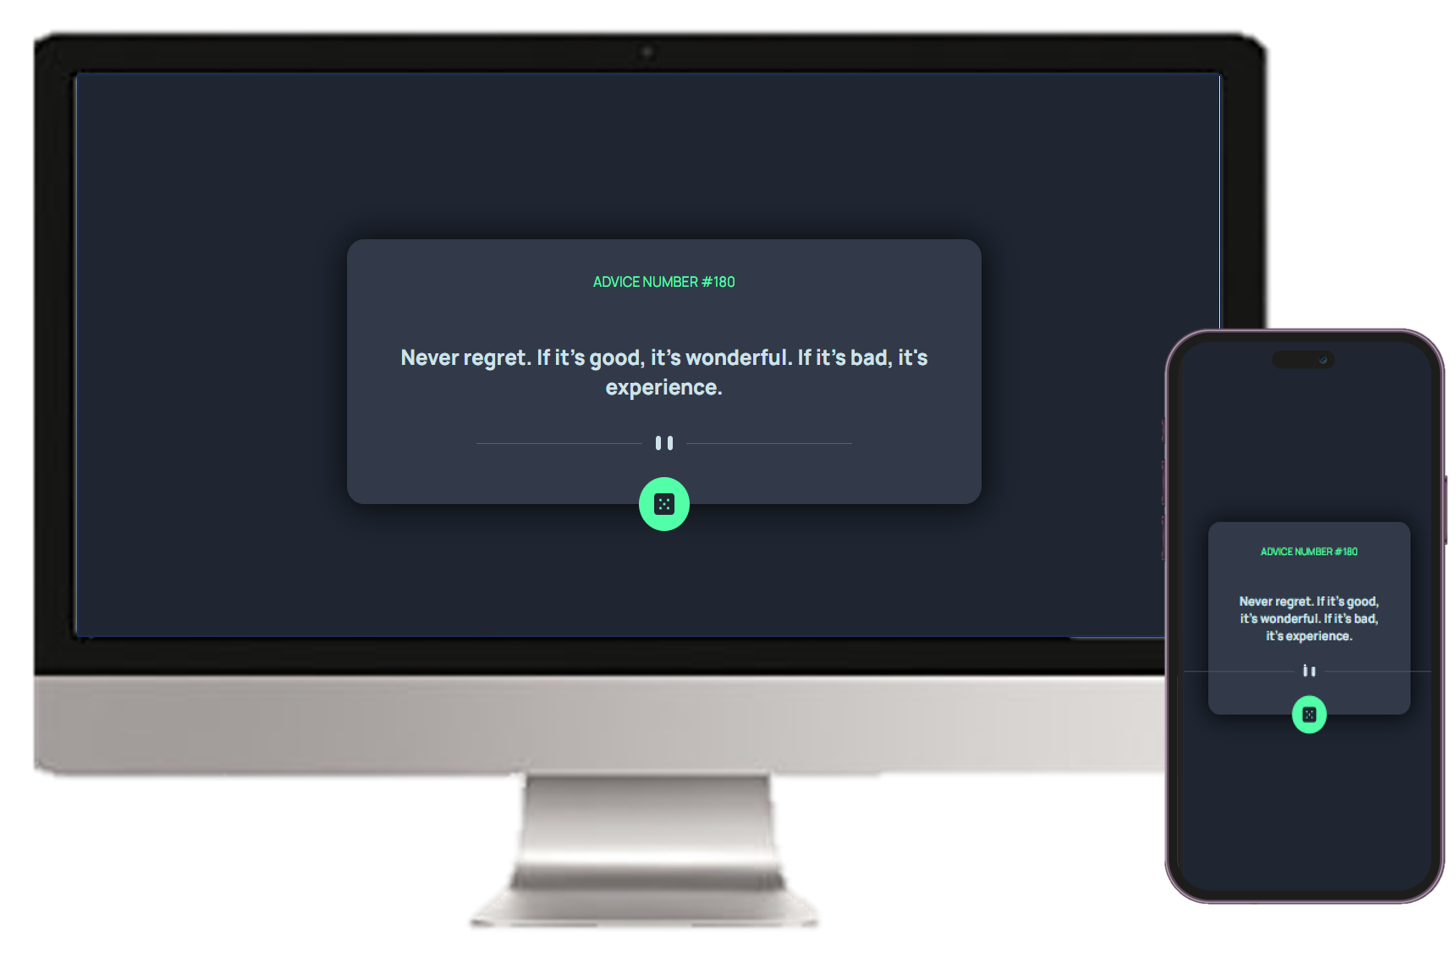 ADVICE NUMBER #180
Never regret. If it's good, it's wonderful. If it's bad, it's
experience.
ADVICE NUMBER #180
Never regret. If it's good,
it's wonderful. If it's bad,
it's experience.